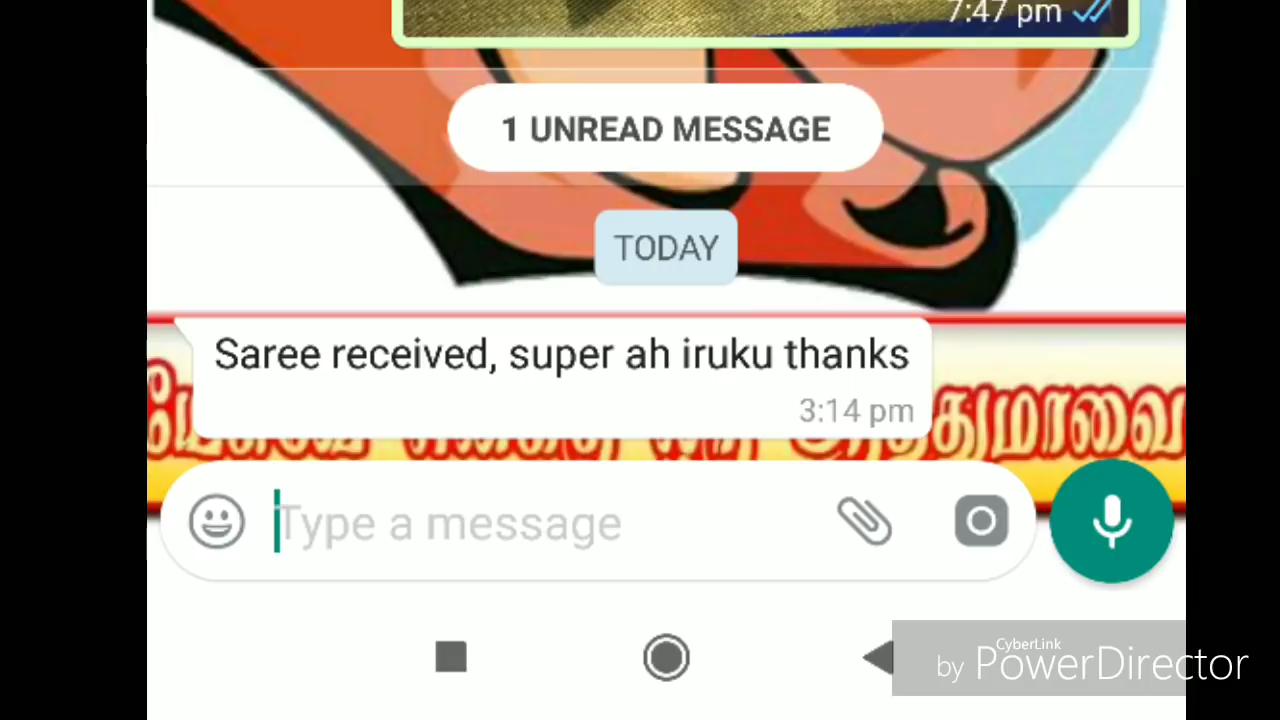 7:47 pm
1 UNREAD MESSAGE
TODAY
Saree received, super ah iruku thanks
3:14 pm
Type a message
CyberLink
by PowerDirector